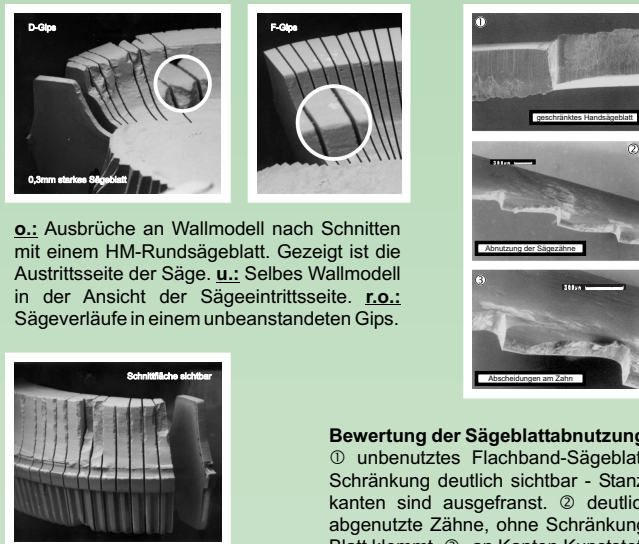 D-Gips
0,3mm starkes Sägeblatt
F-Gips
o.: Ausbrüche an Wallmodell nach Schnitten
mit einem HM-Rundsägeblatt. Gezeigt ist die
Austrittsseite der Säge. u.: Selbes Wallmodell
in der Ansicht der Sägeeintrittsseite. r.o.:
Sägeverläufe in einem unbeanstandeten Gips.
Schnittfläche sichtbar
①
geschränktes Handsägeblatt
②
300µm
Abnutzung der Sägezähne
③
300µm
Abscheidungen am Zahn
Bewertung der Sägeblattabnutzung
① unbenutztes Flachband-Sägeblatt
Schränkung deutlich sichtbar - Stanz
kanten sind ausgefranst. ② deutlich
abgenutzte Zähne, ohne Schränkung